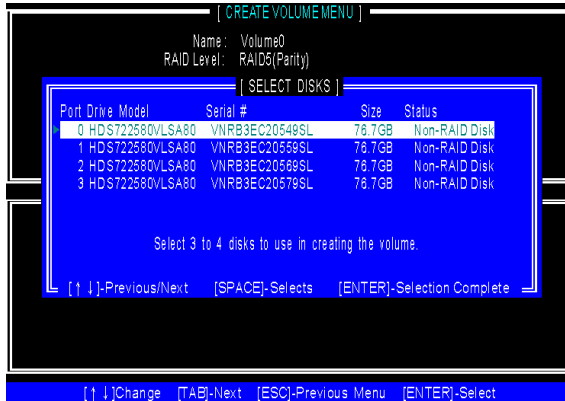 [ CREATE VOLUME MENU ]
Name: Volume0
RAID Level: RAID5(Parity)
[ SELECT DISKS ]
Port Drive Model Serial # Size Status
0 HDS722580VLSA80 VNRB3EC20549SL 76.7GB Non-RAID Disk
1 HDS722580VLSA80 VNRB3EC20559SL 76.7GB Non-RAID Disk
2 HDS722580VLSA80 VNRB3EC20569SL 76.7GB Non-RAID Disk
3 HDS722580VLSA80 VNRB3EC20579SL 76.7GB Non-RAID Disk
Select 3 to 4 disks to use in creating the volume.
[↑↓]-Previous/Next [SPACE]-Selects [ENTER]-Selection Complete
[↑↓]Change [TAB]-Next [ESC]-Previous Menu [ENTER]-Select